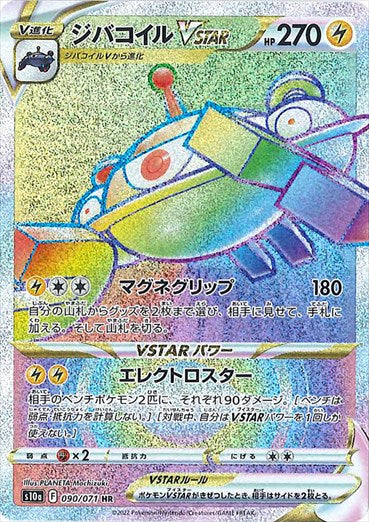 V進化 ジバコイルVSTAR HP270
ジバコイルVから進化
マグネグリップ 180
自分の山札からグッズを2枚まで選び、相手に見せて、手札に
加える。そして山札を切る。
VSTARパワー
エレクトロスター
相手のベンチポケモン2匹に、それぞれ90ダメージ。[ベンチは
弱点・抵抗力を計算しない。][対戦中、自分はVSTARパワーを1回しか
使えない。]
弱点 ×2 抵抗力 にげる
Illus. PLANETA Mochizuki
s10a F 090/071 HR
VSTARルール
ポケモンVSTARがきぜつしたとき、相手はサイドを2枚とる。
©2022 Pokémon/Nintendo/Creatures/GAME FREAK.